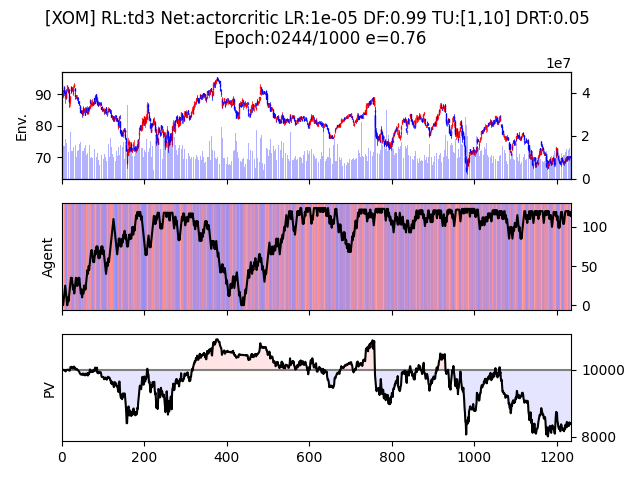 [XOM] RL:td3 Net:actorcritic LR:1e-05 DF:0.99 TU:[1,10] DRT:0.05
Epoch:0244/1000 e=0.76
1e7
90
80
70
Env.
4
2
0
Agent
100
50
0
PV
10000
8000
0 200 400 600 800 1000 1200